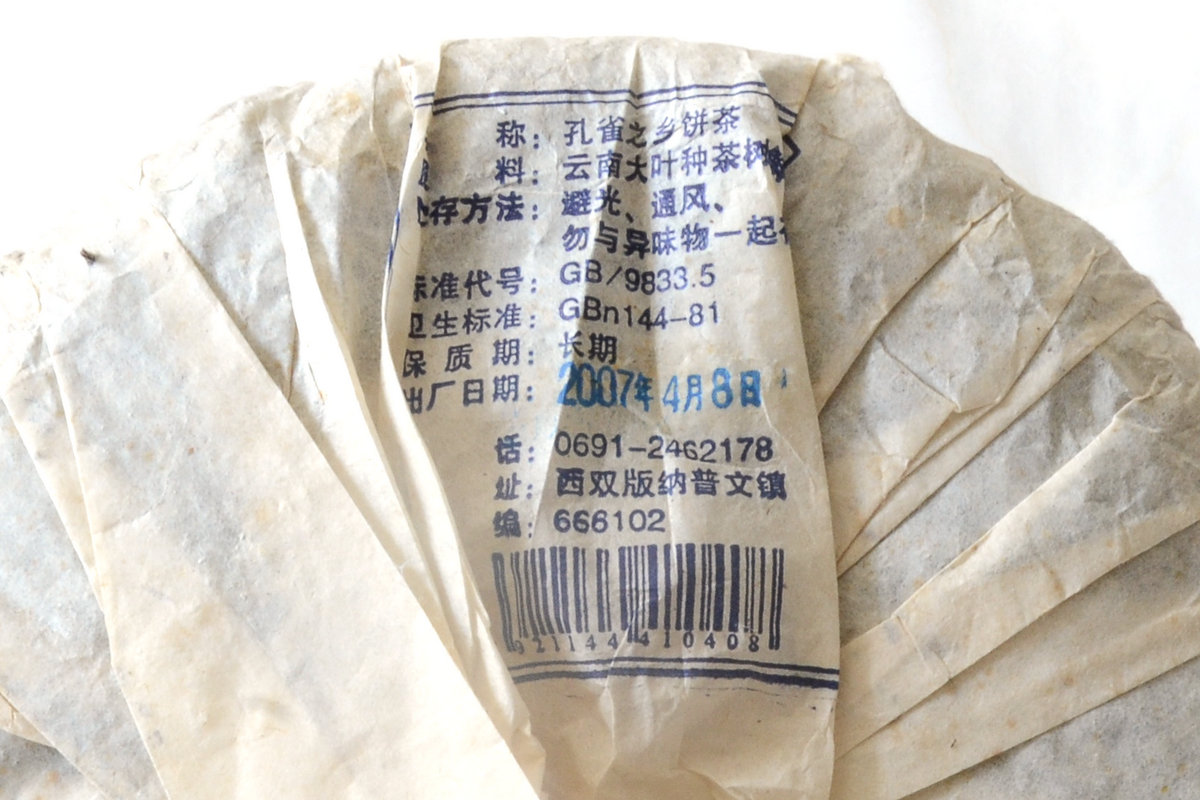 称：孔雀之乡饼茶
料：云南大叶种茶树
存方法：避光、通风、
勿与异味物一起
标准代号：GB/9833.5
卫生标准：GBn144-81
保质期：长期
出厂日期：2007年4月8日
话：0691-2462178
址：西双版纳普文镇
编：666102
921144410408